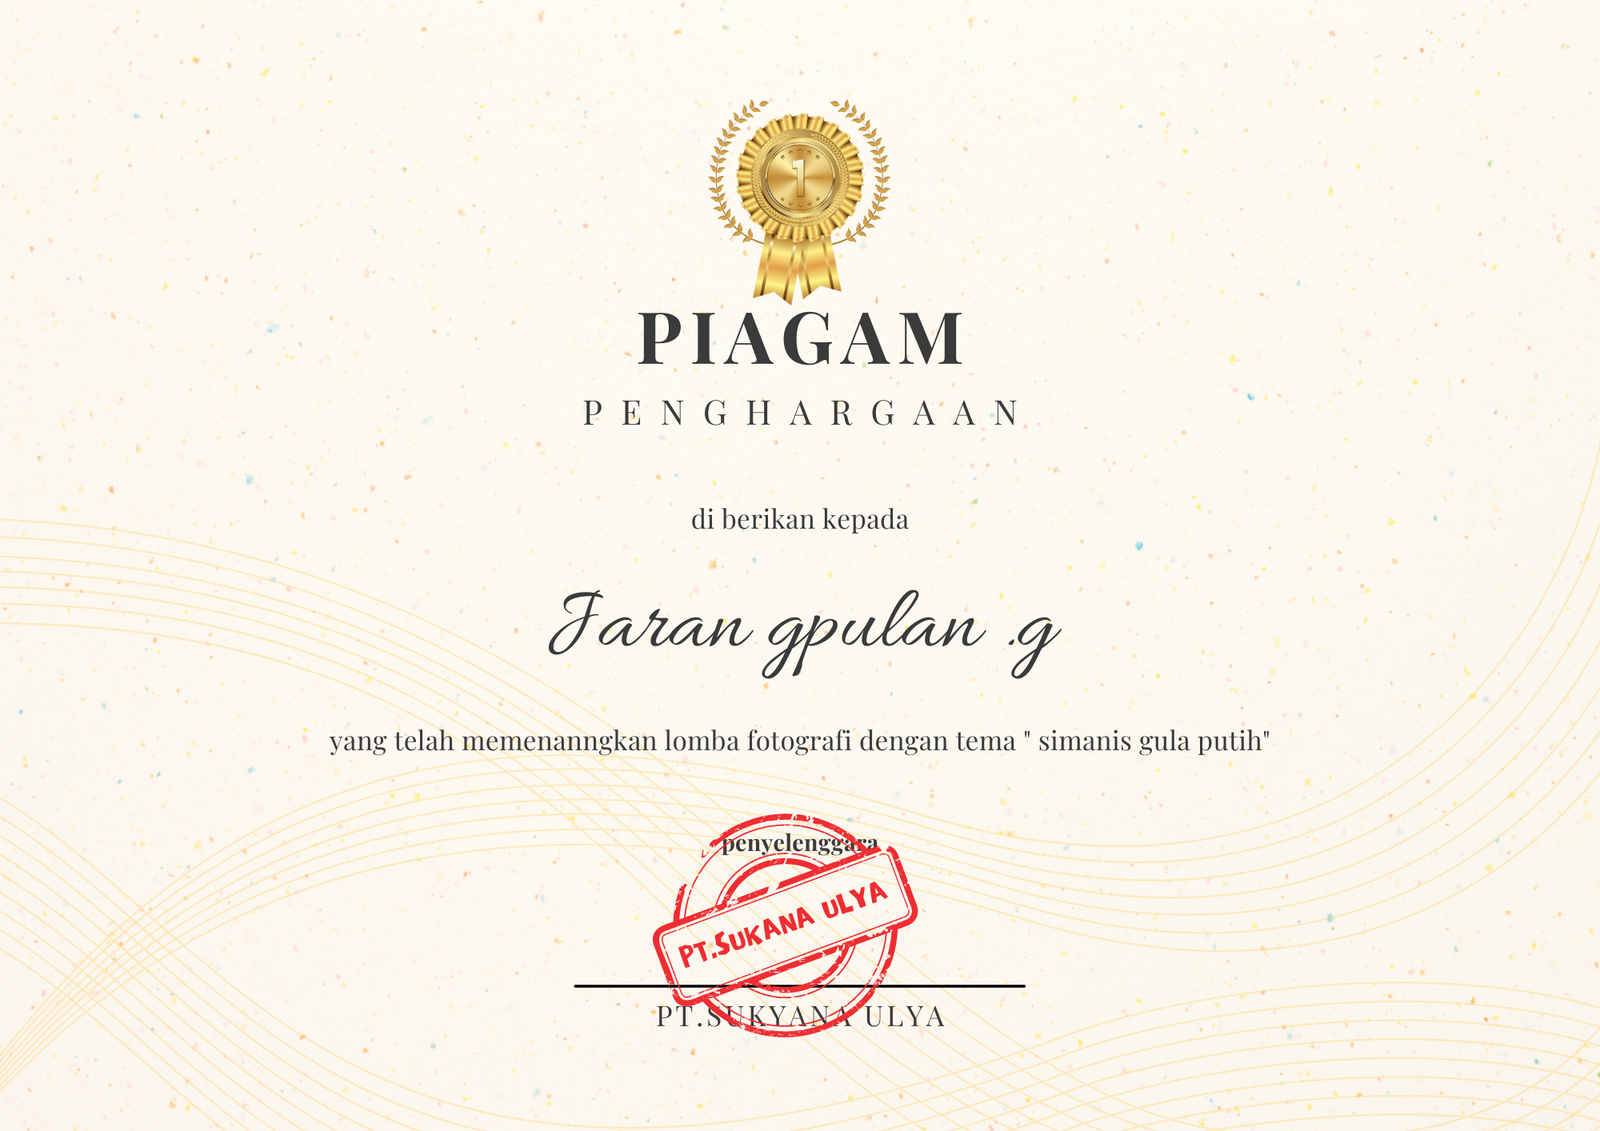 1
PIAGAM
PENGHARGAAN
di berikan kepada
Jaran gpulan .g
yang telah memenanngkan lomba fotografi dengan tema " simanis gula putih"
penyelenggara
PT.SUKANA ULYA
PT.SUKYANA ULYA